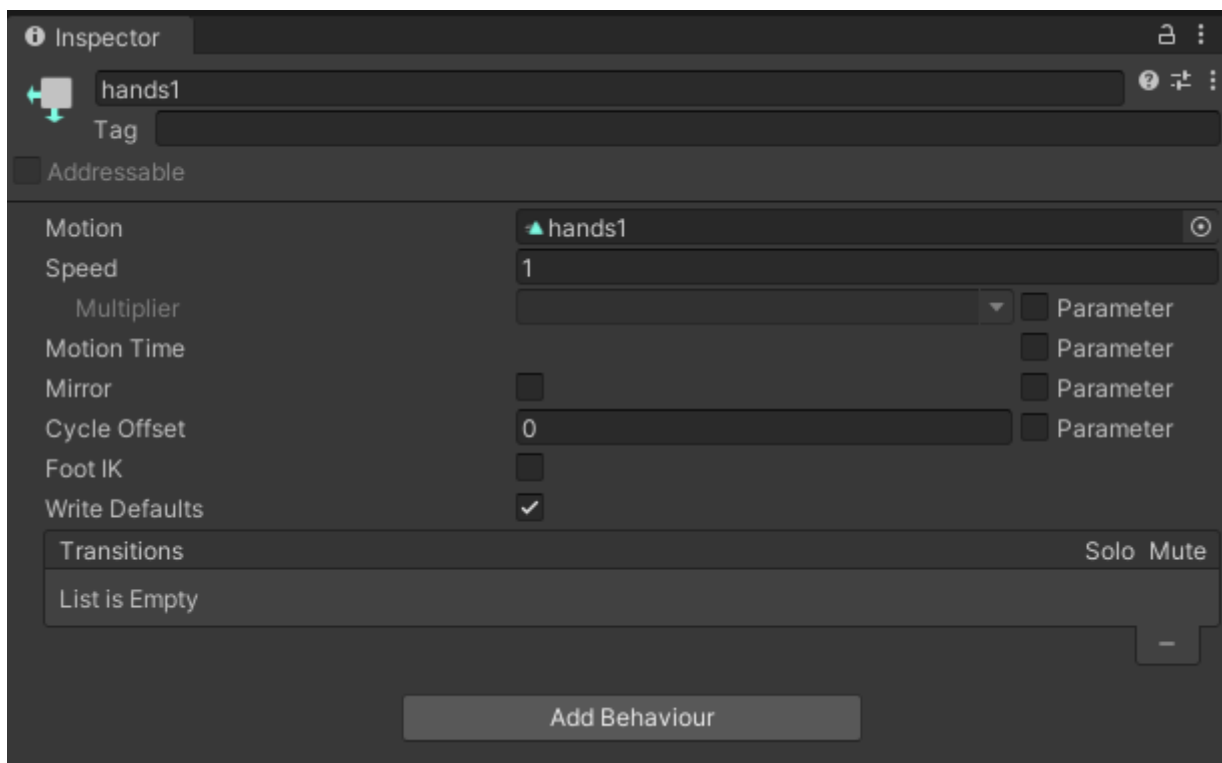 Inspector
hands1
Tag
Addressable
Motion hands1
Speed 1
Multiplier Parameter
Motion Time Parameter
Mirror Parameter
Cycle Offset 0 Parameter
Foot IK
Write Defaults
Transitions Solo Mute
List is Empty
Add Behaviour